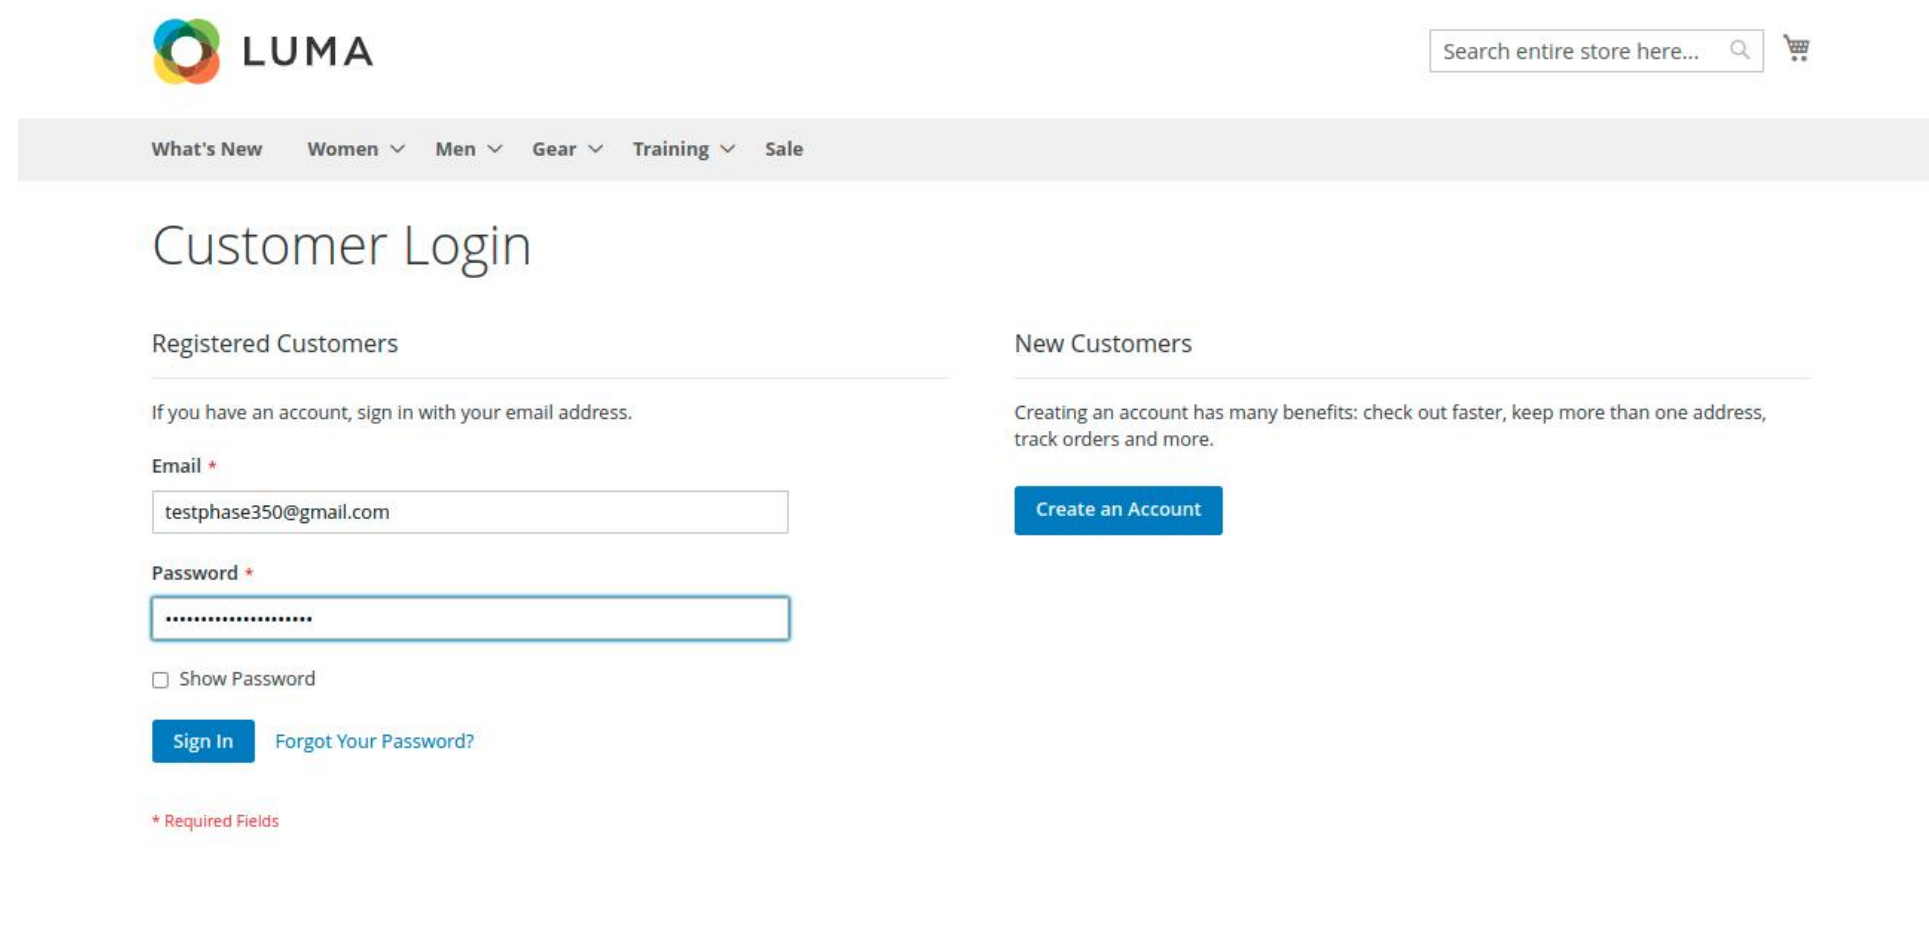 LUMA
Search entire store here...
What's New Women Men Gear Training Sale
Customer Login
Registered Customers
If you have an account, sign in with your email address.
Email *
testphase350@gmail.com
Password *
•••••••••••••••••••••
Show Password
Sign In Forgot Your Password?
* Required Fields
New Customers
Creating an account has many benefits: check out faster, keep more than one address,
track orders and more.
Create an Account